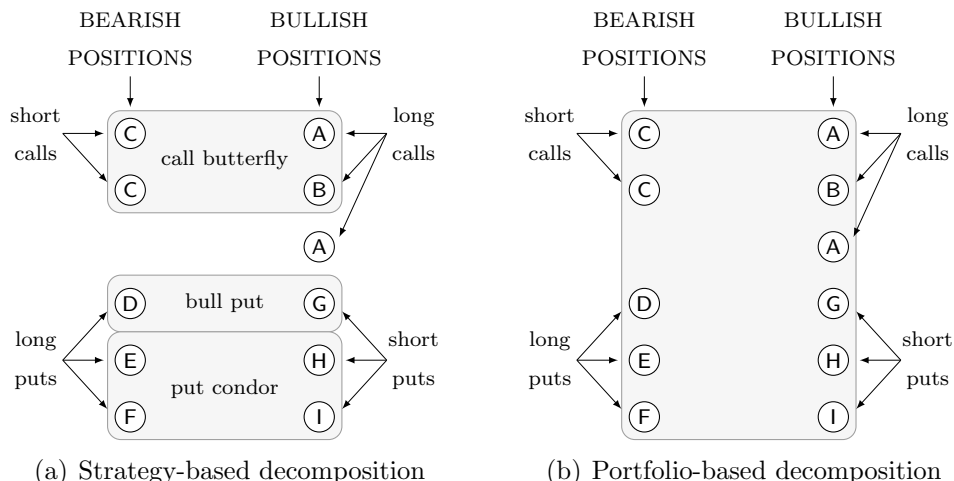 BEARISH
POSITIONS
BULLISH
POSITIONS
short
calls
C
C
call butterfly
A
B
A
long
calls
long
puts
D
E
F
bull put
put condor
G
H
I
short
puts
(a) Strategy-based decomposition
BEARISH
POSITIONS
BULLISH
POSITIONS
short
calls
C
C
A
B
A
long
calls
long
puts
D
E
F
G
H
I
short
puts
(b) Portfolio-based decomposition